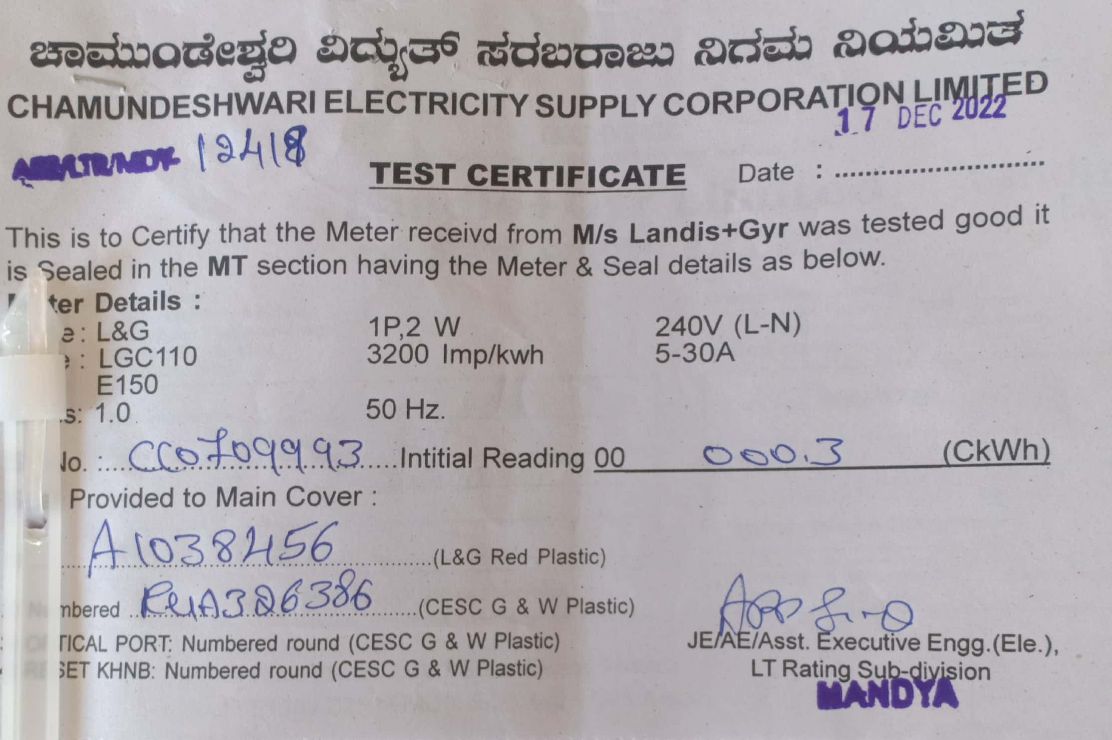 ಚಾಮುಂಡೇಶ್ವರಿ ವಿದ್ಯುತ್ ಸರಬರಾಜು ನಿಗಮ ನಿಯಮಿತ
CHAMUNDESHWARI ELECTRICITY SUPPLY CORPORATION LIMITED
17 DEC 2022
12418
TEST CERTIFICATE Date :
This is to Certify that the Meter receivd from M/s Landis+Gyr was tested good it
is Sealed in the MT section having the Meter & Seal details as below.
Details :
: L&G 1P,2 W 240V (L-N)
: LGC110 3200 Imp/kwh 5-30A
E150
: 1.0 50 Hz.
No. : CC0709993 Intitial Reading 00 000.3 (CkWh)
Provided to Main Cover :
A1038456 (L&G Red Plastic)
326386 (CESC G & W Plastic)
PORT: Numbered round (CESC G & W Plastic)
KHNB: Numbered round (CESC G & W Plastic)
JE/AE/Asst. Executive Engg.(Ele.),
LT Rating Sub-division
MANDYA